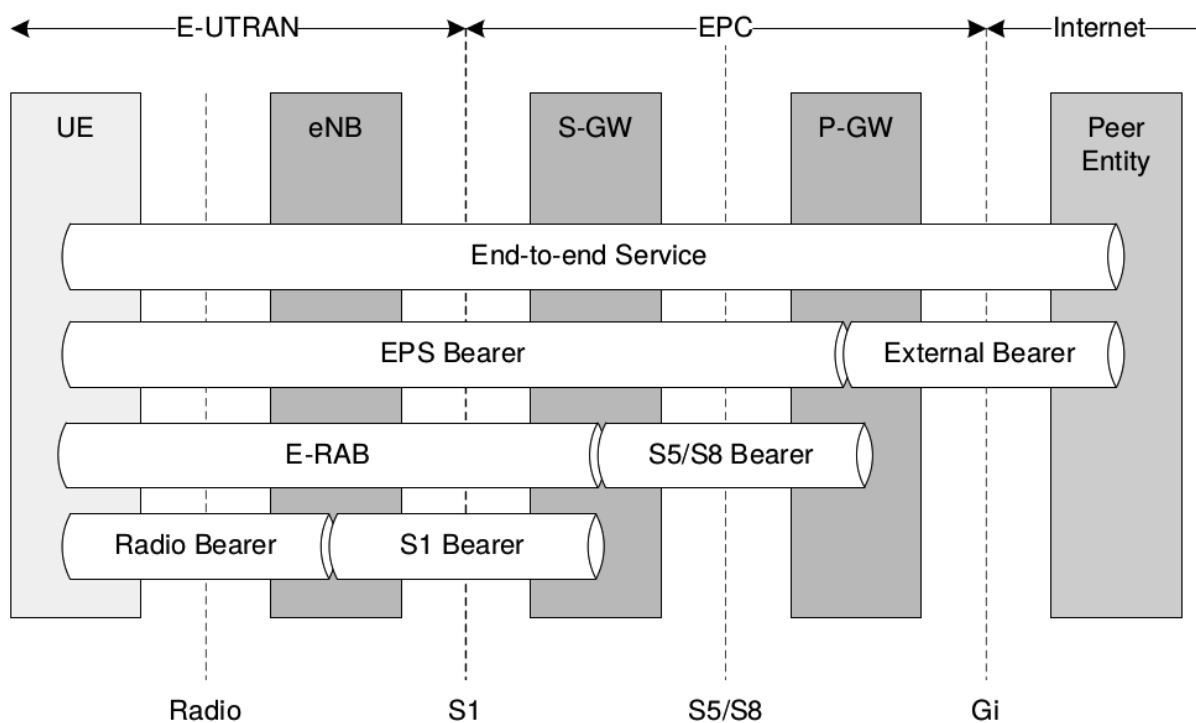 E-UTRAN EPC Internet
UE eNB S-GW P-GW Peer
Entity
End-to-end Service
EPS Bearer External Bearer
E-RAB S5/S8 Bearer
Radio Bearer S1 Bearer
Radio S1 S5/S8 Gi